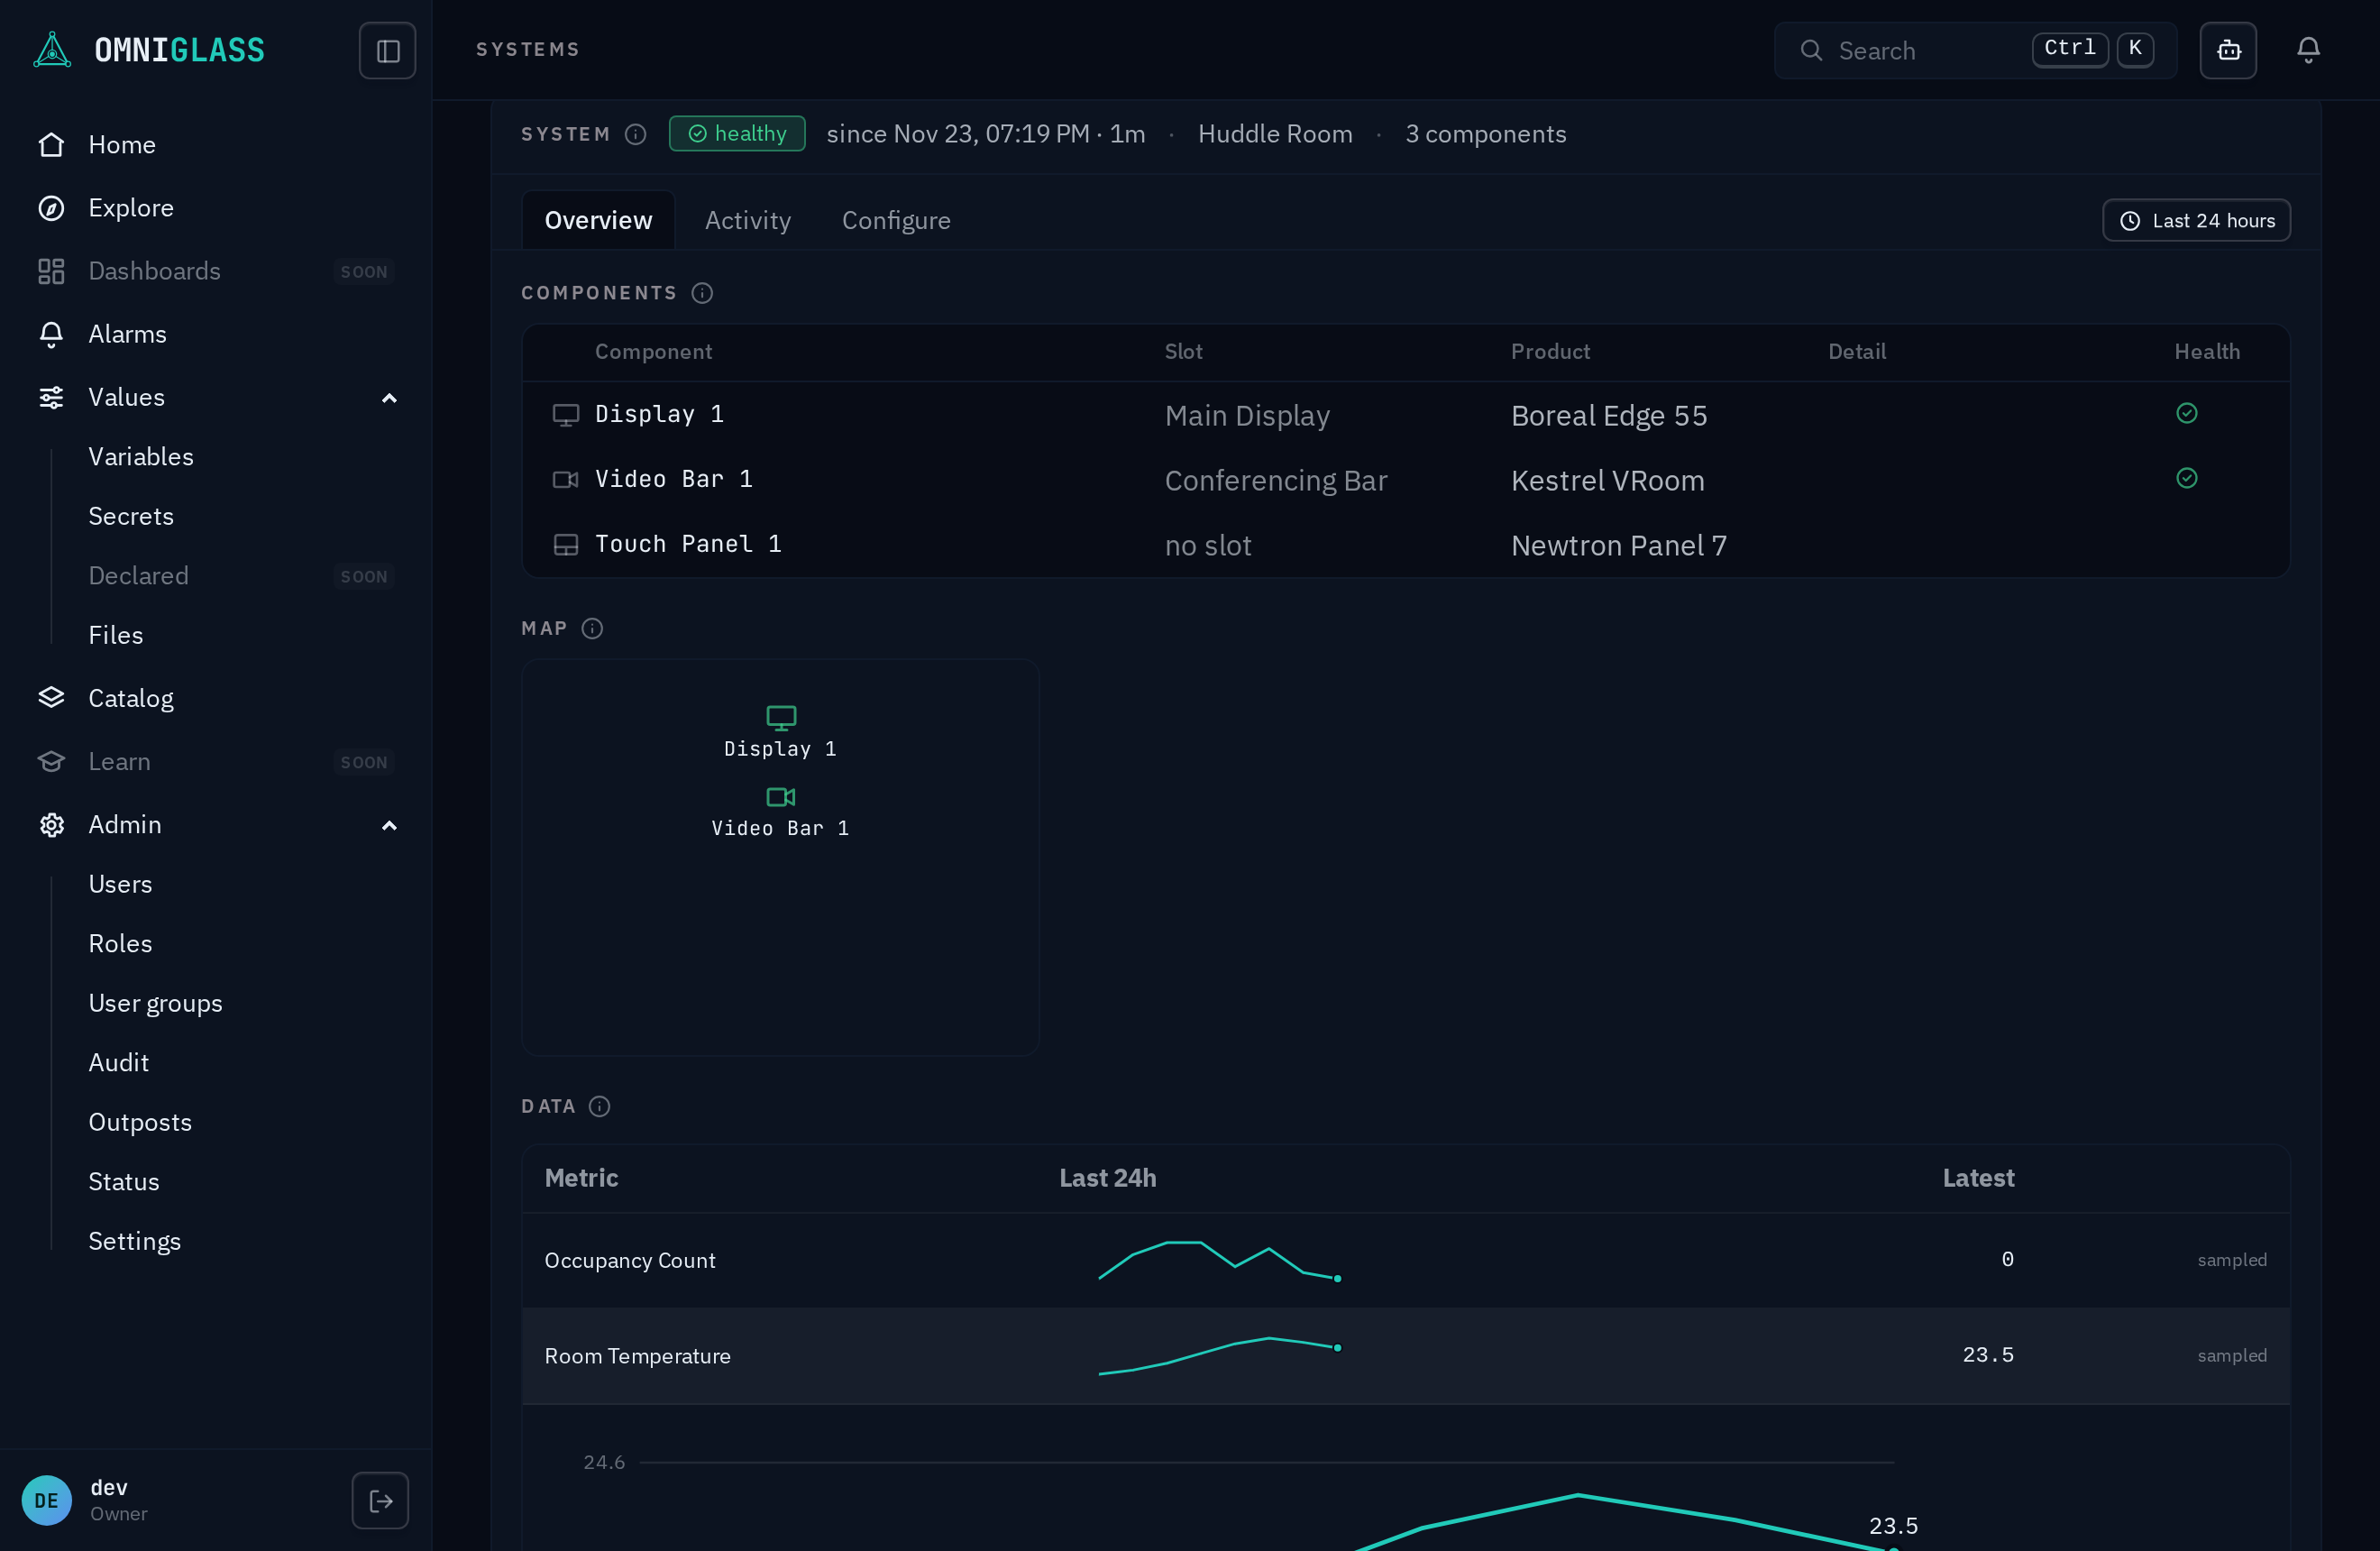 OMNIGLASS
SYSTEMS
Search
Ctrl K
Home
Explore
Dashboards SOON
Alarms
Values
Variables
Secrets
Declared SOON
Files
Catalog
Learn SOON
Admin
Users
Roles
User groups
Audit
Outposts
Status
Settings
DE
dev
Owner
SYSTEM healthy since Nov 23, 07:19 PM · 1m · Huddle Room · 3 components
Overview Activity Configure Last 24 hours
COMPONENTS
Component Slot Product Detail Health
Display 1 Main Display Boreal Edge 55
Video Bar 1 Conferencing Bar Kestrel VRoom
Touch Panel 1 no slot Newtron Panel 7
MAP
Display 1
Video Bar 1
DATA
Metric Last 24h Latest
Occupancy Count 0 sampled
Room Temperature 23.5 sampled
24.6
23.5